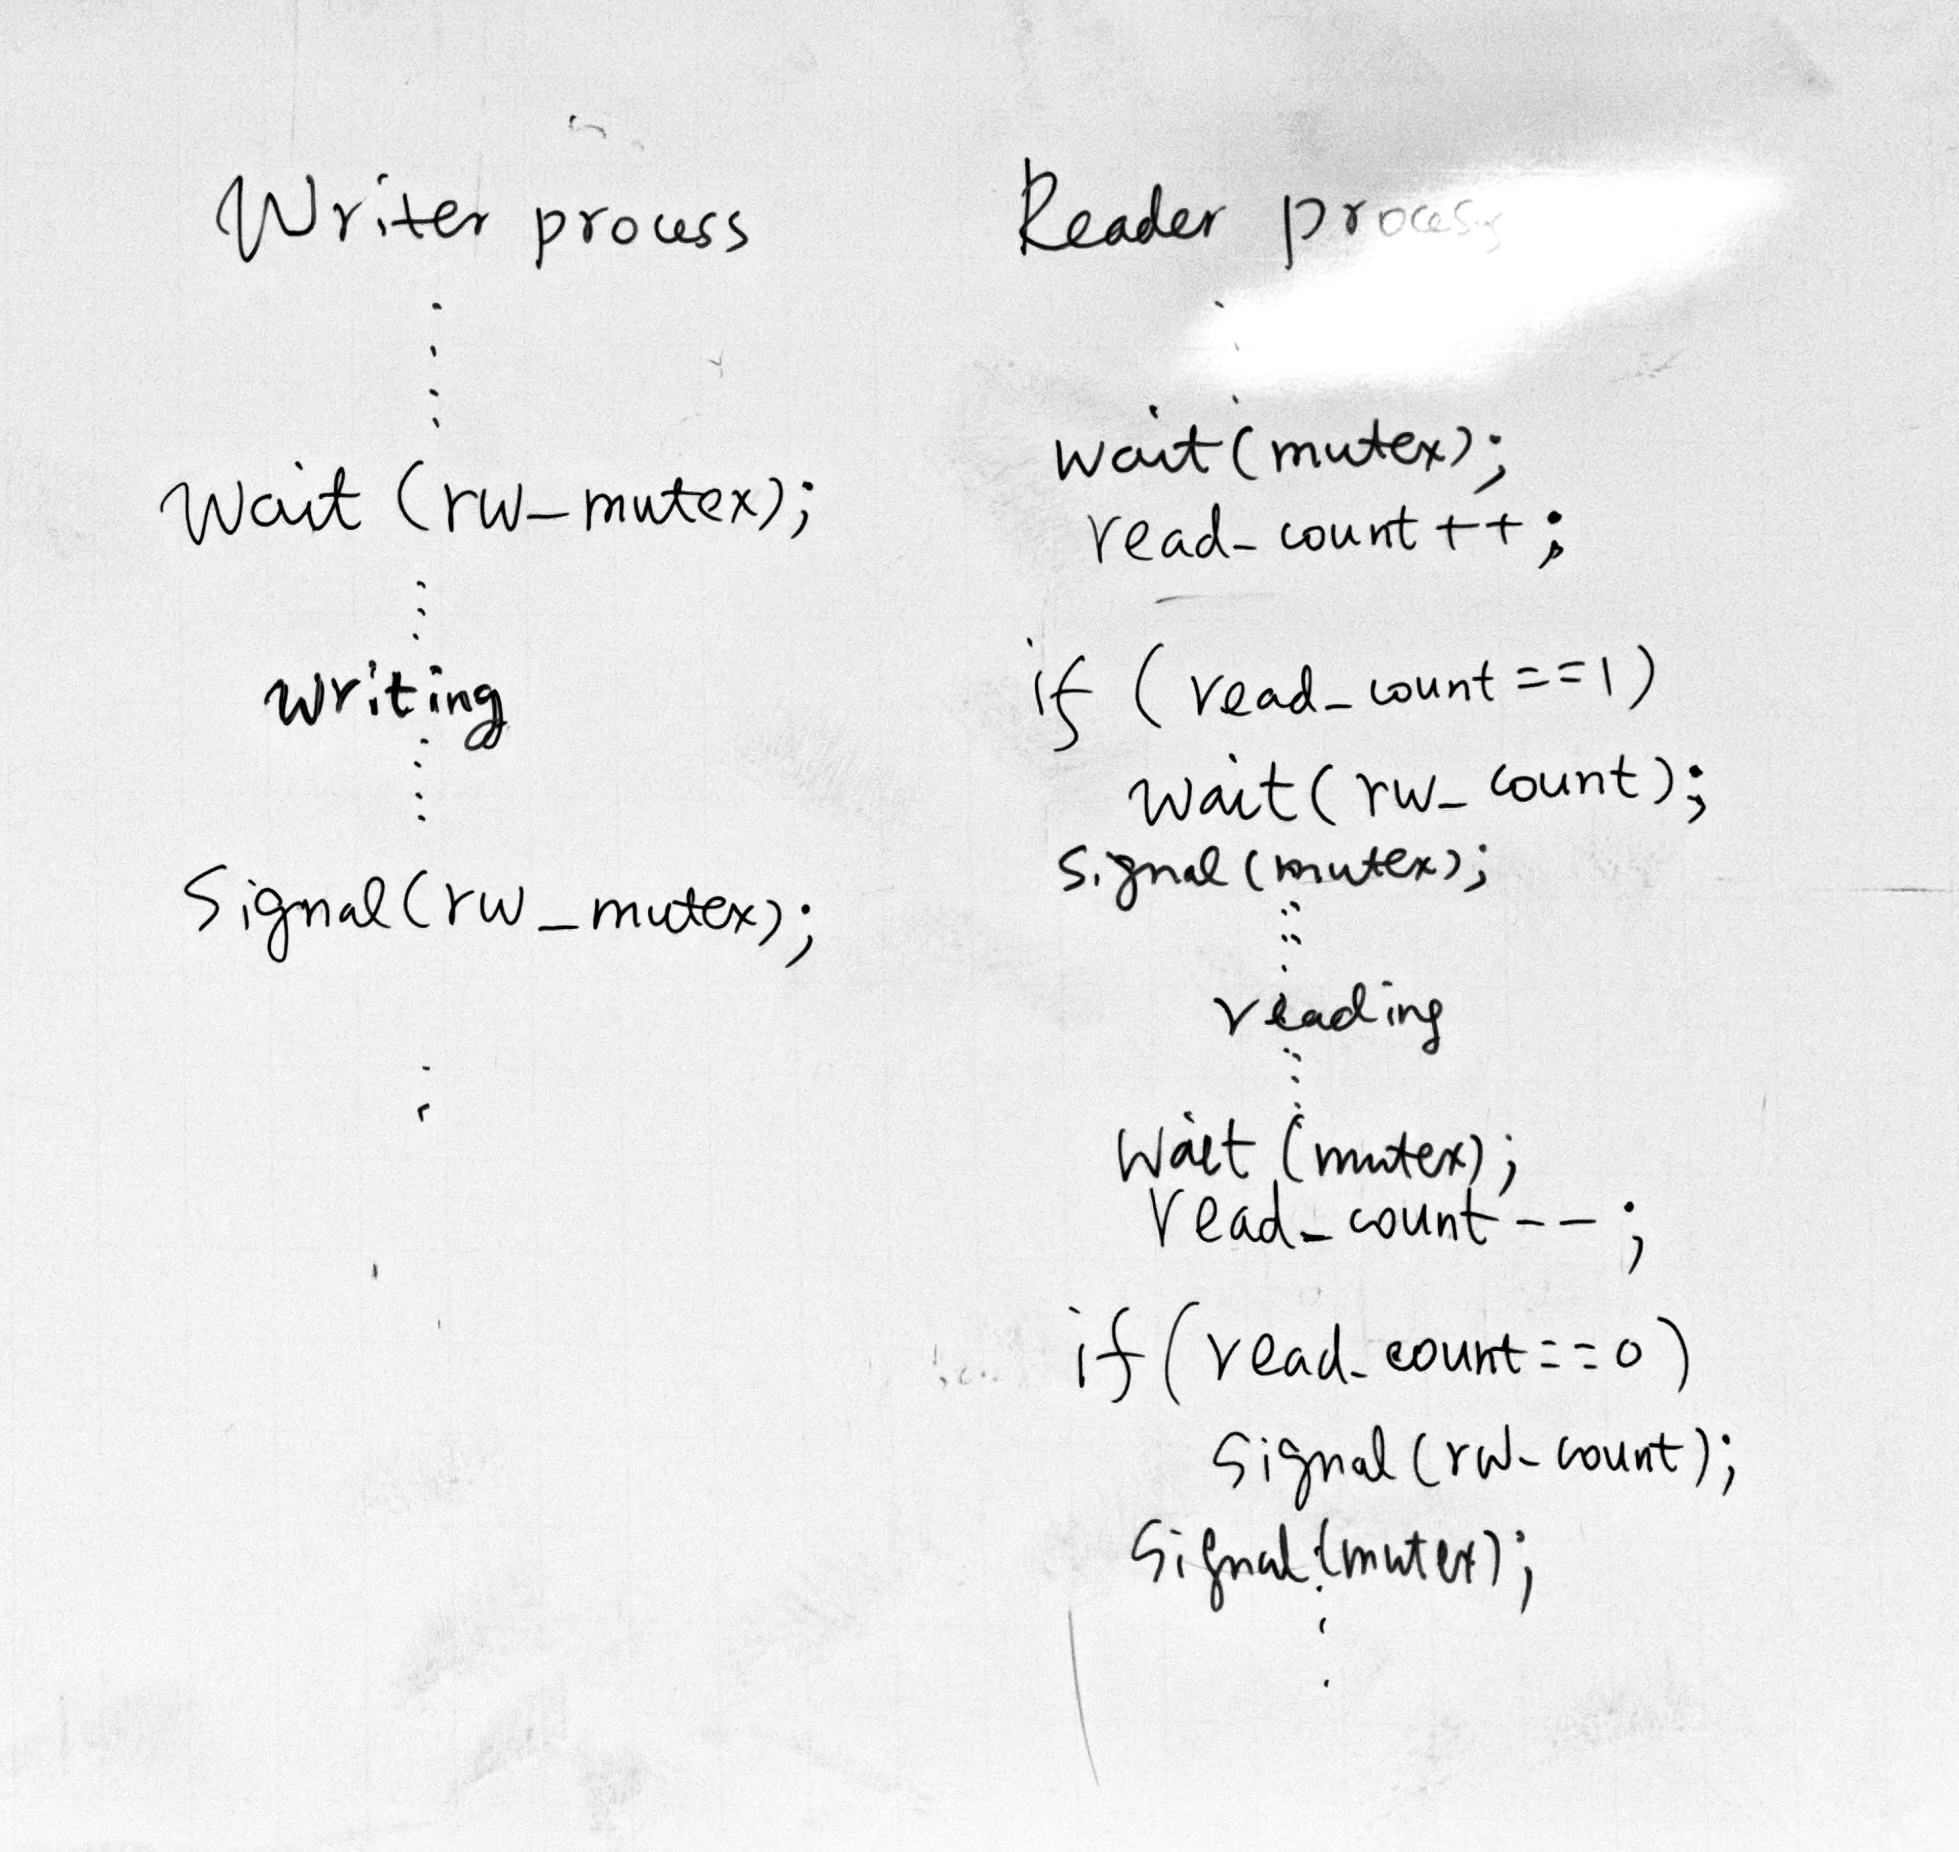 Writer process
Wait (rw_mutex);
writing
Signal(rw_mutex);
Reader process
wait(mutex);
read_count++;
if (read_count==1)
wait(rw_count);
signal(mutex);
reading
wait (mutex);
read_count--;
if (read_count==0)
signal(rw_count);
signal(mutex);